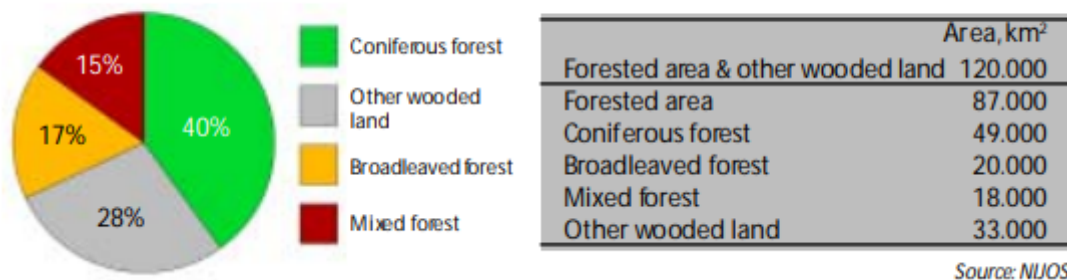 15%
40%
17%
28%
Coniferous forest
Other wooded
land
Broadleaved forest
Mixed forest
Area, km²
Forested area & other wooded land 120.000
Forested area 87.000
Coniferous forest 49.000
Broadleaved forest 20.000
Mixed forest 18.000
Other wooded land 33.000
Source: NIJOS